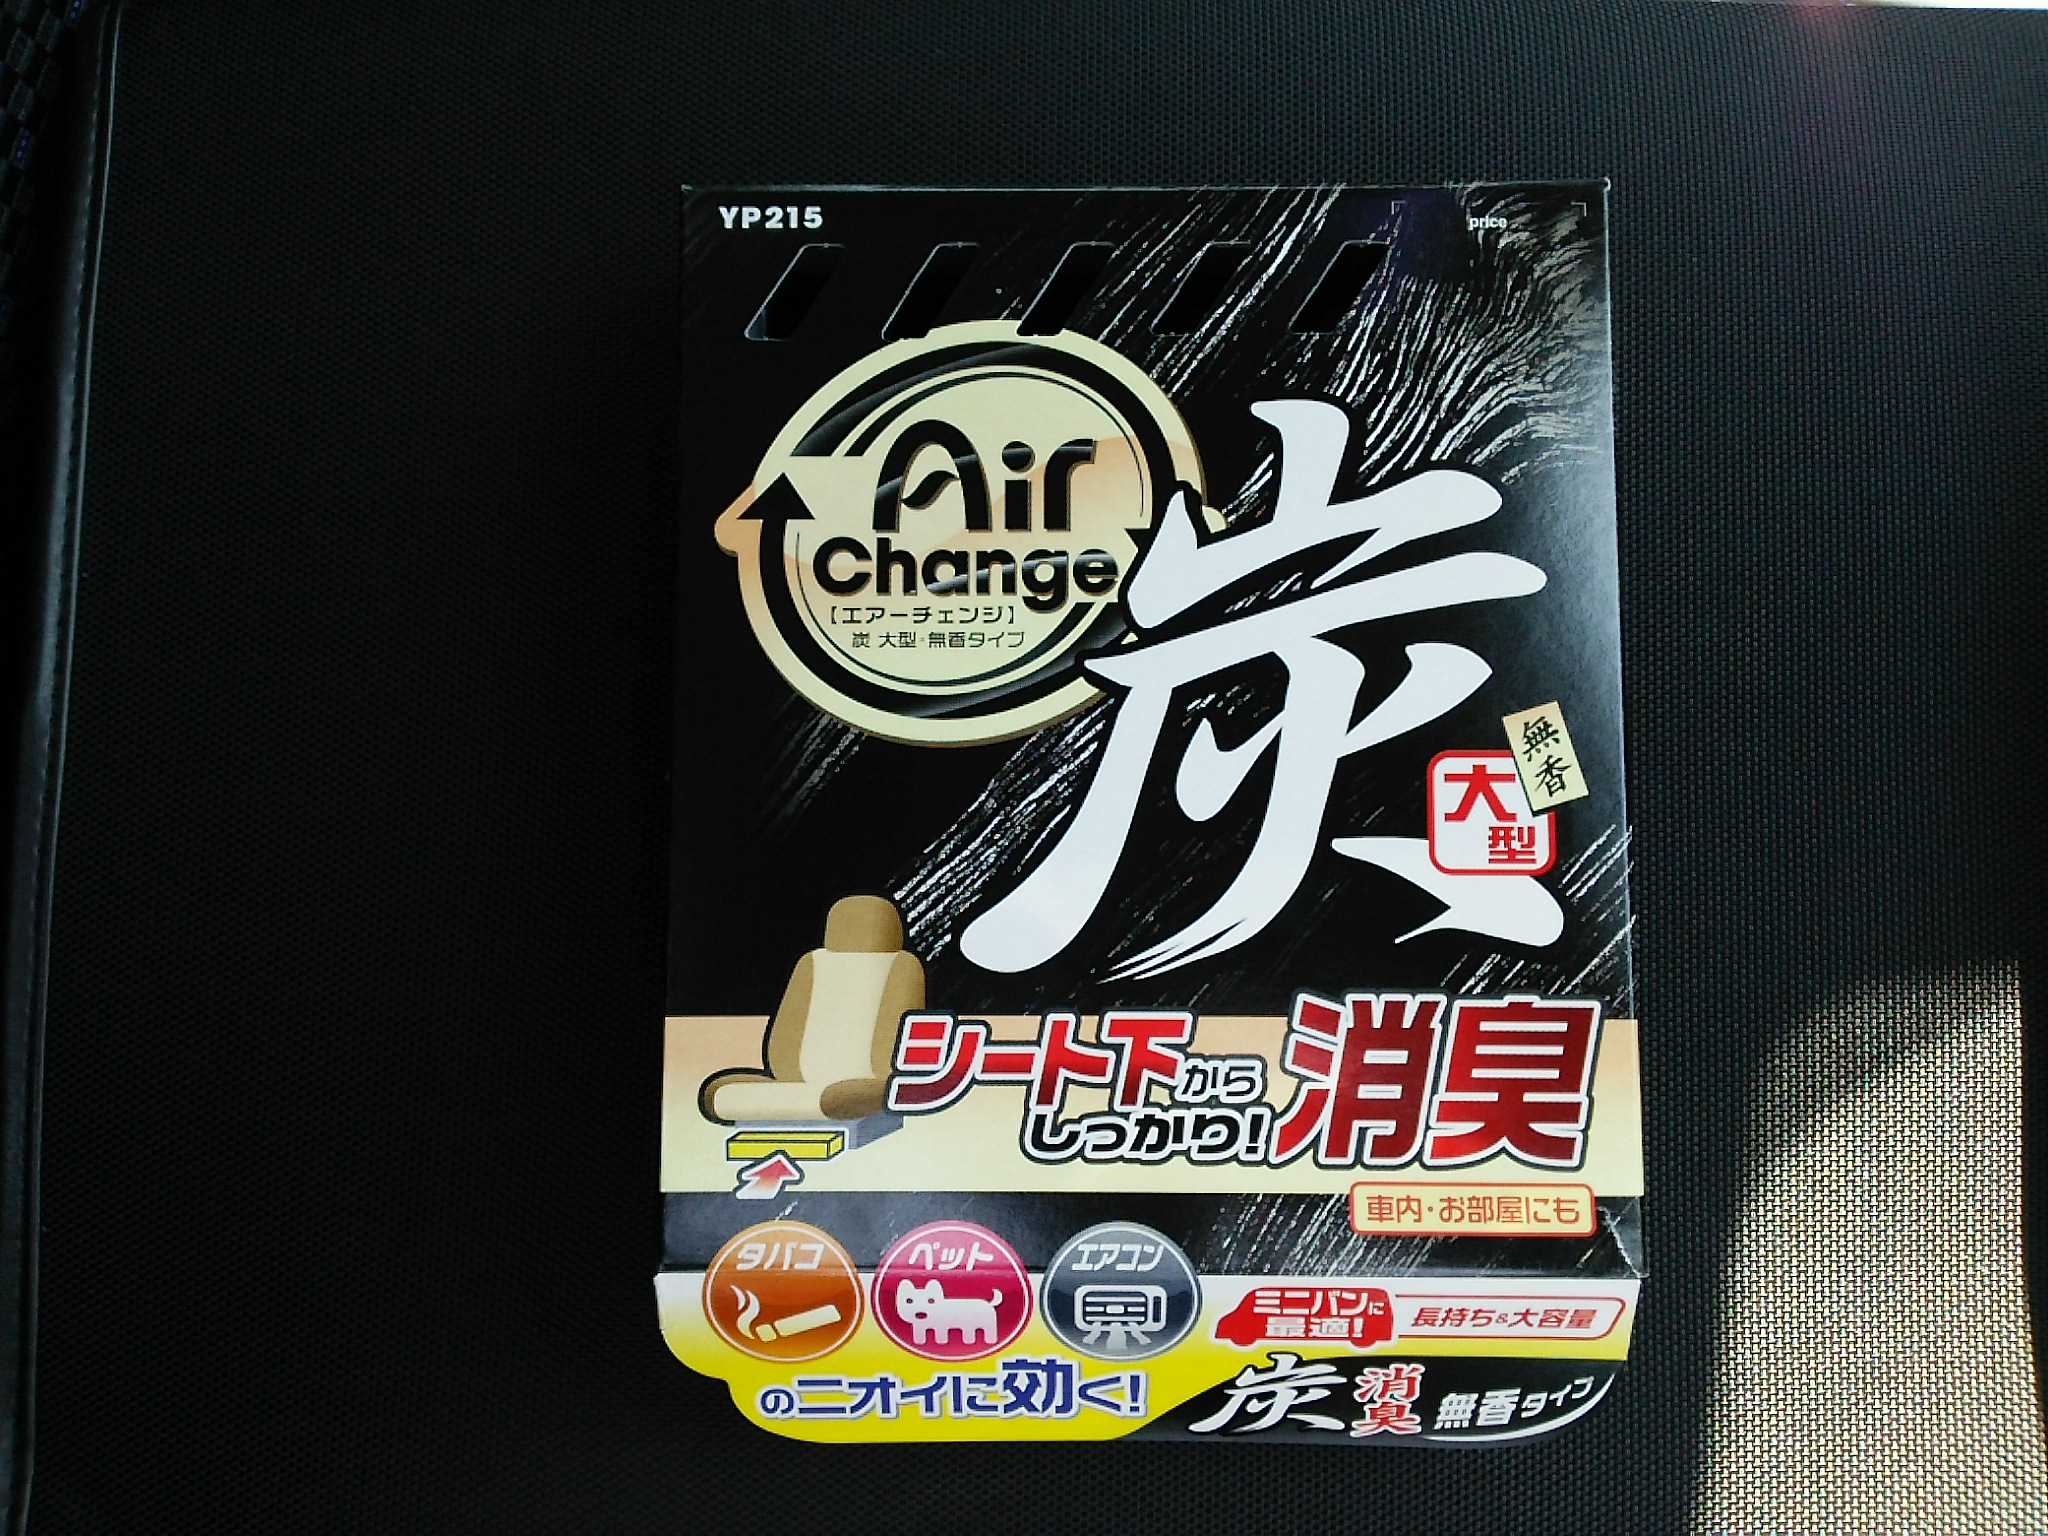 YP215
price
Air
Change
【エアーチェンジ】
炭 大型・無香タイプ
炭
無香
大型
シート下から
しっかり!
消臭
車内・お部屋にも
タバコ
ペット
エアコン
のニオイに効く!
ミニバンに
最適!
長持ち&大容量
炭 消臭 無香タイプ